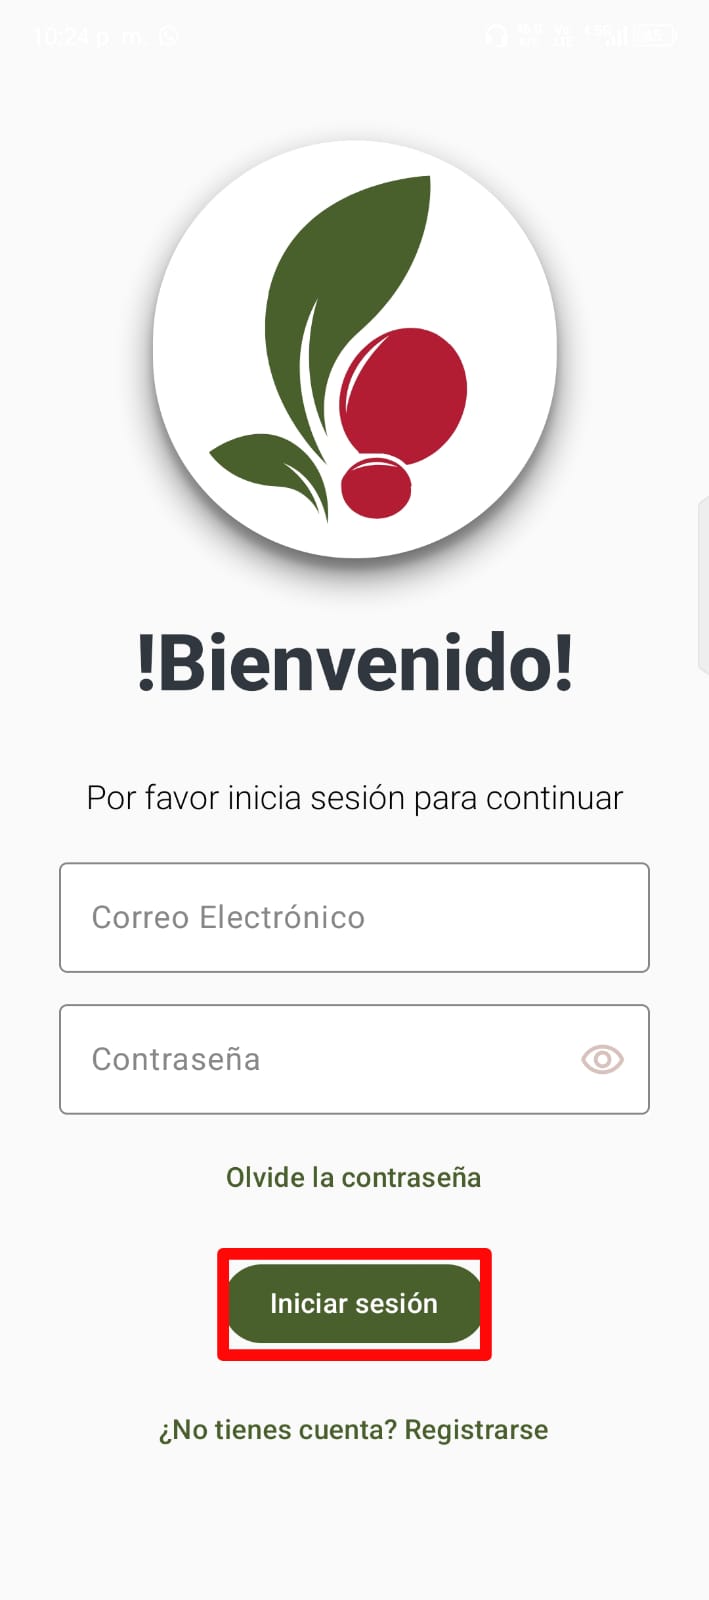 10:24 p. m.
!Bienvenido!
Por favor inicia sesión para continuar
Correo Electrónico
Contraseña
Olvide la contraseña
Iniciar sesión
¿No tienes cuenta? Registrarse